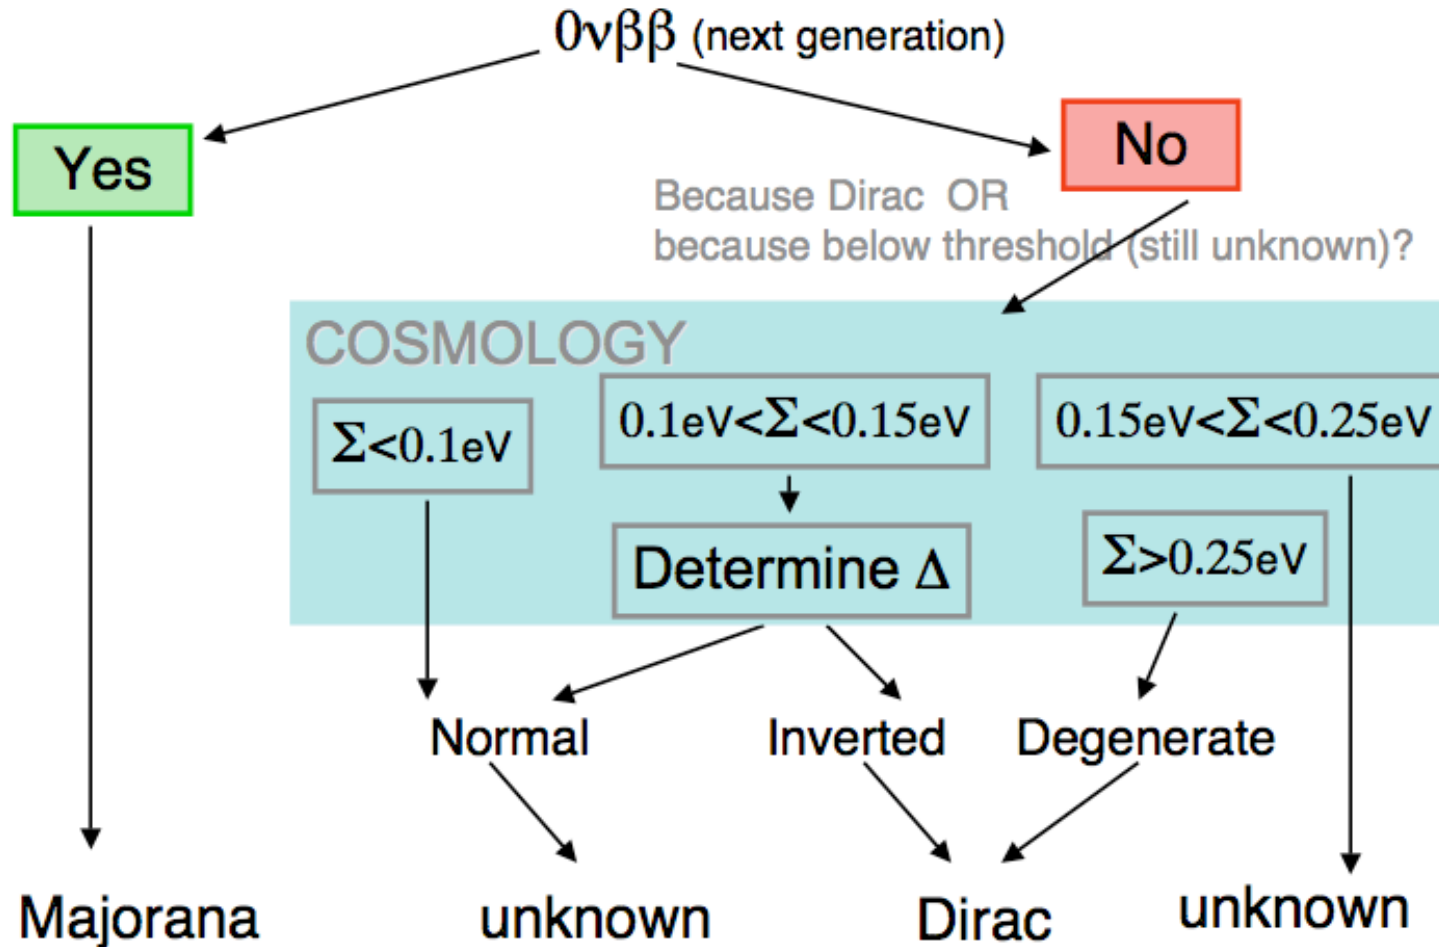 0νββ (next generation)
Yes
No
Because Dirac OR
because below threshold (still unknown)?
COSMOLOGY
Σ<0.1eV
0.1eV<Σ<0.15eV
0.15eV<Σ<0.25eV
Determine Δ
Σ>0.25eV
Normal
Inverted
Degenerate
Majorana
unknown
Dirac
unknown